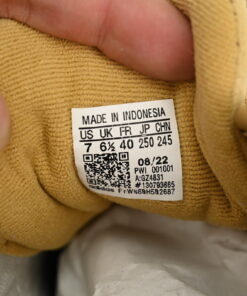 MADE IN INDONESIA
US UK FR JP CHN
7 6½ 40 250 245
08/22
PWI 001001
A:GZ4831
#130793665